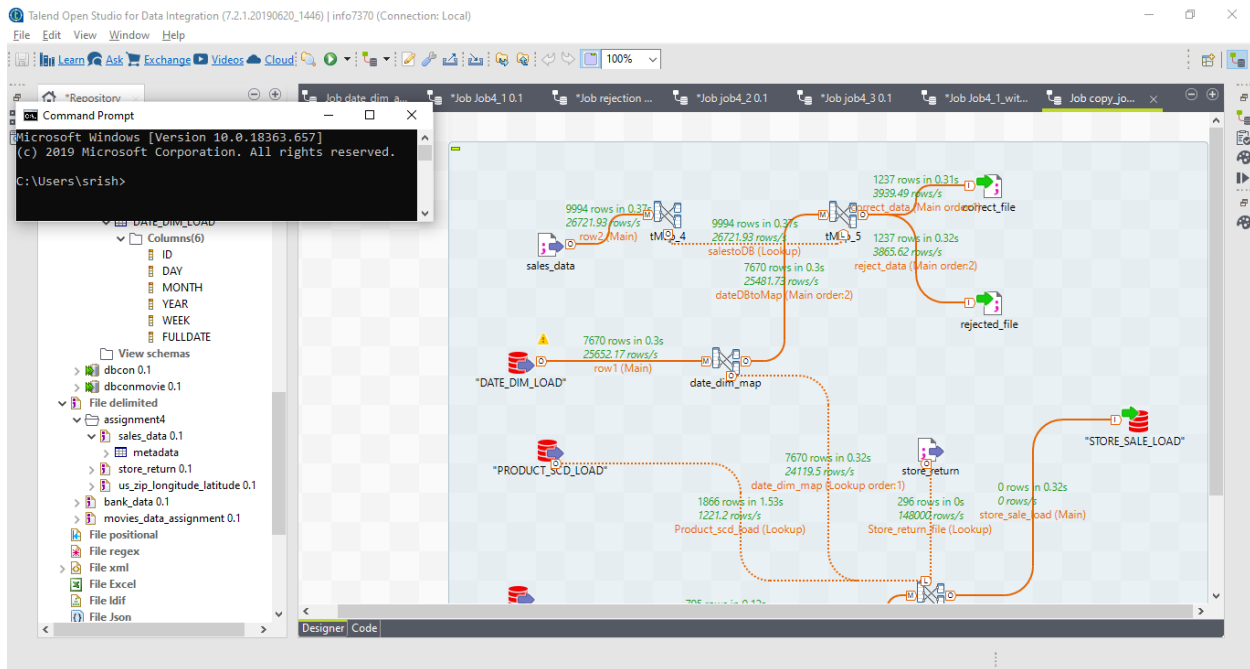 Talend Open Studio for Data Integration (7.2.1.20190620_1446) | info7370 (Connection: Local)
File Edit View Window Help
Learn Ask Exchange Videos Cloud 100%
*Repository
Job date_dim_a...
*Job Job4_1 0.1
*Job rejection ...
*Job job4_2 0.1
*Job job4_3 0.1
*Job Job4_1_wit...
Job copy_jo...
Command Prompt
Microsoft Windows [Version 10.0.18363.657]
(c) 2019 Microsoft Corporation. All rights reserved.
C:\Users\srish>
DATE_DIM_LOAD
Columns(6)
ID
DAY
MONTH
YEAR
WEEK
FULLDATE
View schemas
dbcon 0.1
dbconmovie 0.1
File delimited
assignment4
sales_data 0.1
metadata
store_return 0.1
us_zip_longitude_latitude 0.1
bank_data 0.1
movies_data_assignment 0.1
File positional
File regex
File xml
File Excel
File ldif
File Json
1237 rows in 0.31s
3939.49 rows/s
correct_data (Main order:1)
correct_file
9994 rows in 0.37s
26721.93 rows/s
row2 (Main)
tMap_4
sales_data
9994 rows in 0.37s
26721.93 rows/s
salestoDB (Lookup)
tMap_5
1237 rows in 0.32s
3865.62 rows/s
reject_data (Main order:2)
7670 rows in 0.3s
25481.73 rows/s
dateDBtoMap (Main order:2)
rejected_file
7670 rows in 0.3s
25652.17 rows/s
row1 (Main)
"DATE_DIM_LOAD"
date_dim_map
"STORE_SALE_LOAD"
"PRODUCT_SCD_LOAD"
7670 rows in 0.32s
24119.5 rows/s
date_dim_map (Lookup order:1)
store_return
1866 rows in 1.53s
1221.2 rows/s
Product_scd_load (Lookup)
296 rows in 0s
148000 rows/s
Store_return_file (Lookup)
0 rows in 0.32s
0 rows/s
store_sale_load (Main)
Designer Code